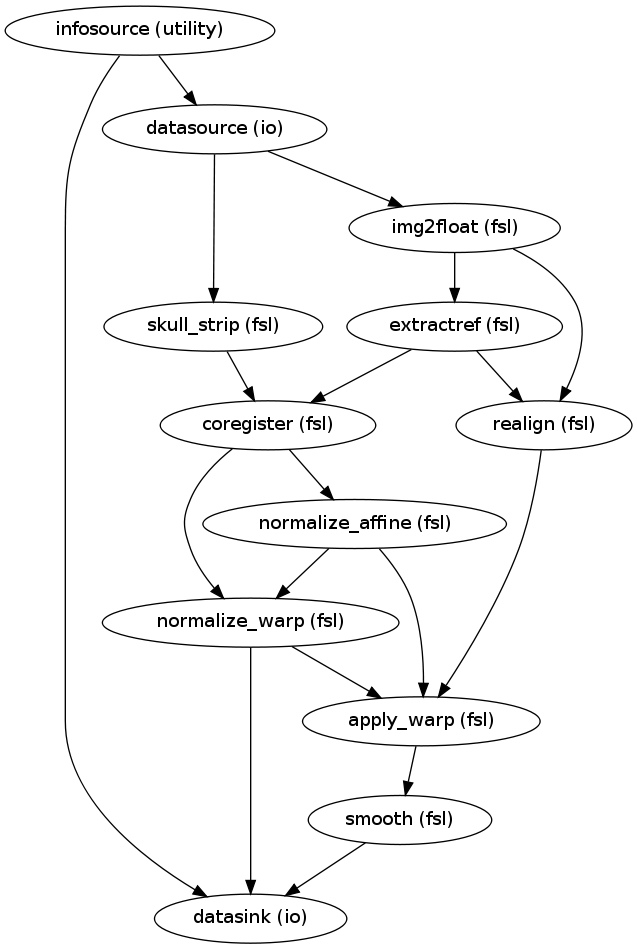 infosource (utility)
datasource (io)
img2float (fsl)
skull_strip (fsl)
extractref (fsl)
coregister (fsl)
realign (fsl)
normalize_affine (fsl)
normalize_warp (fsl)
apply_warp (fsl)
smooth (fsl)
datasink (io)